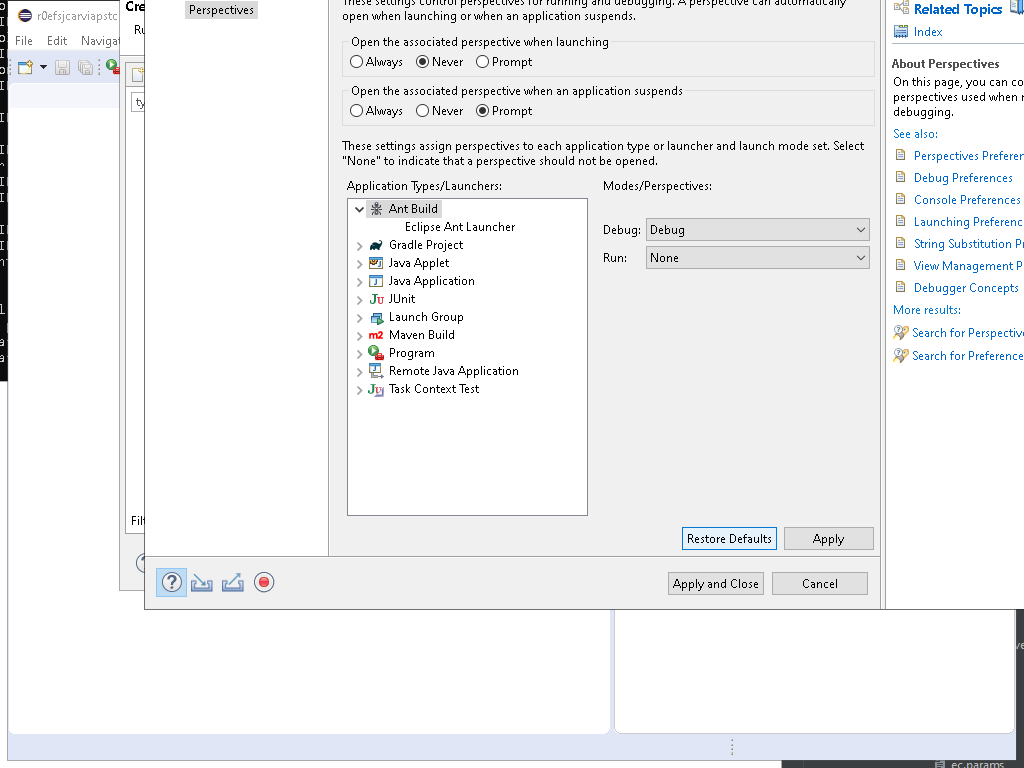 r0efsjcarviapstc
File Edit Navigat
Cre
Ru
ty
Filt
Perspectives
These settings control perspectives for running and debugging. A perspective can automatically
open when launching or when an application suspends.
Open the associated perspective when launching
Always Never Prompt
Open the associated perspective when an application suspends
Always Never Prompt
These settings assign perspectives to each application type or launcher and launch mode set. Select
"None" to indicate that a perspective should not be opened.
Application Types/Launchers:
Modes/Perspectives:
Ant Build
Eclipse Ant Launcher
Gradle Project
Java Applet
Java Application
JUnit
Launch Group
Maven Build
Program
Remote Java Application
Task Context Test
Debug: Debug
Run: None
Restore Defaults Apply
Apply and Close Cancel
Related Topics
Index
About Perspectives
On this page, you can co
perspectives used when r
debugging.
See also:
Perspectives Preferen
Debug Preferences
Console Preferences
Launching Preferenc
String Substitution Pr
View Management P
Debugger Concepts
More results:
Search for Perspective
Search for Preference
ec.params